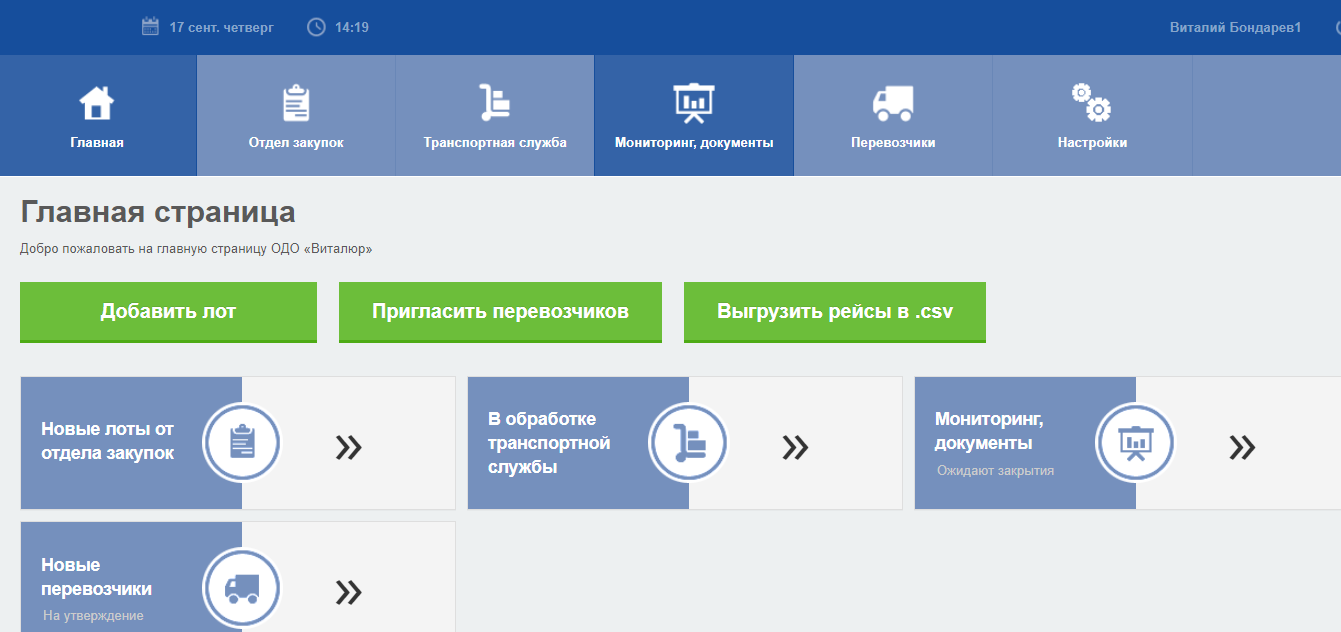 17 сент. четверг 14:19 Виталий Бондарев1
Главная Отдел закупок Транспортная служба Мониторинг, документы Перевозчики Настройки
Главная страница
Добро пожаловать на главную страницу ОДО «Виталюр»
Добавить лот Пригласить перевозчиков Выгрузить рейсы в .csv
Новые лоты от
отдела закупок
В обработке
транспортной
службы
Мониторинг,
документы
Ожидают закрытия
Новые
перевозчики
На утверждение